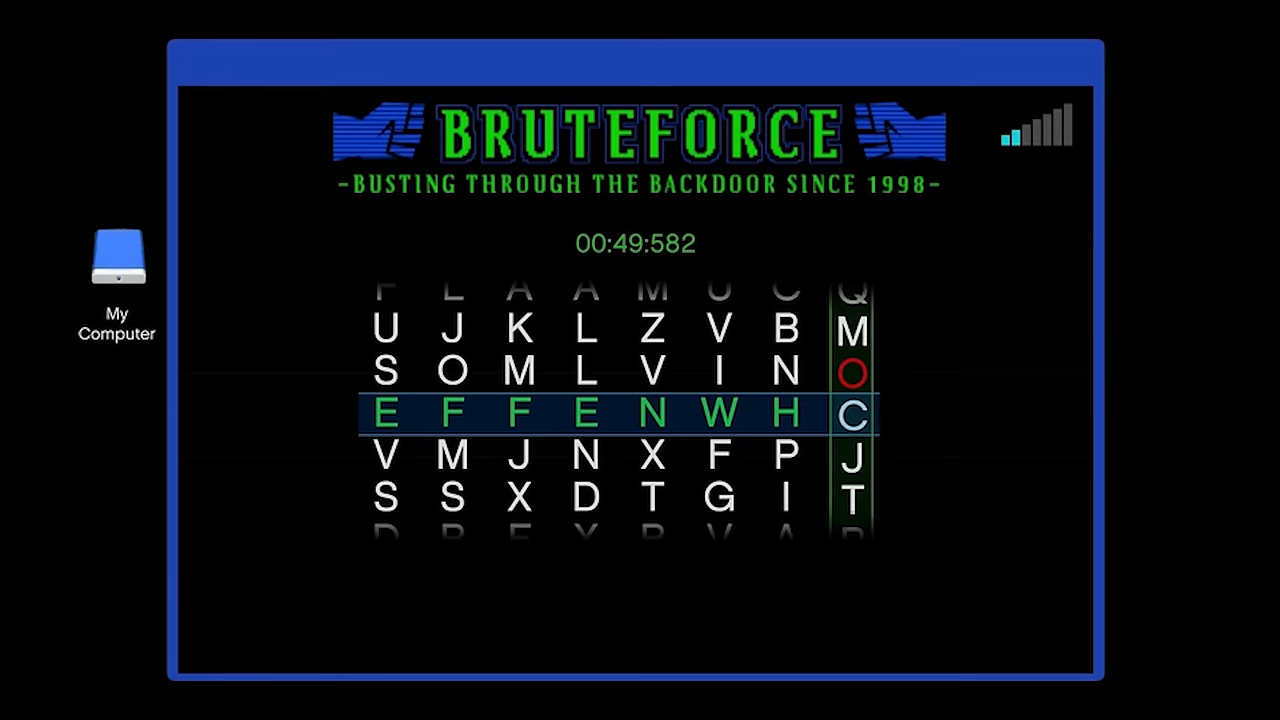 BRUTEFORCE
-BUSTING THROUGH THE BACKDOOR SINCE 1998-
00:49:582
F L A A M U C Q
U J K L Z V B M
S O M L V I N O
E F F E N W H C
V M J N X F P J
S S X D T G I T
My
Computer